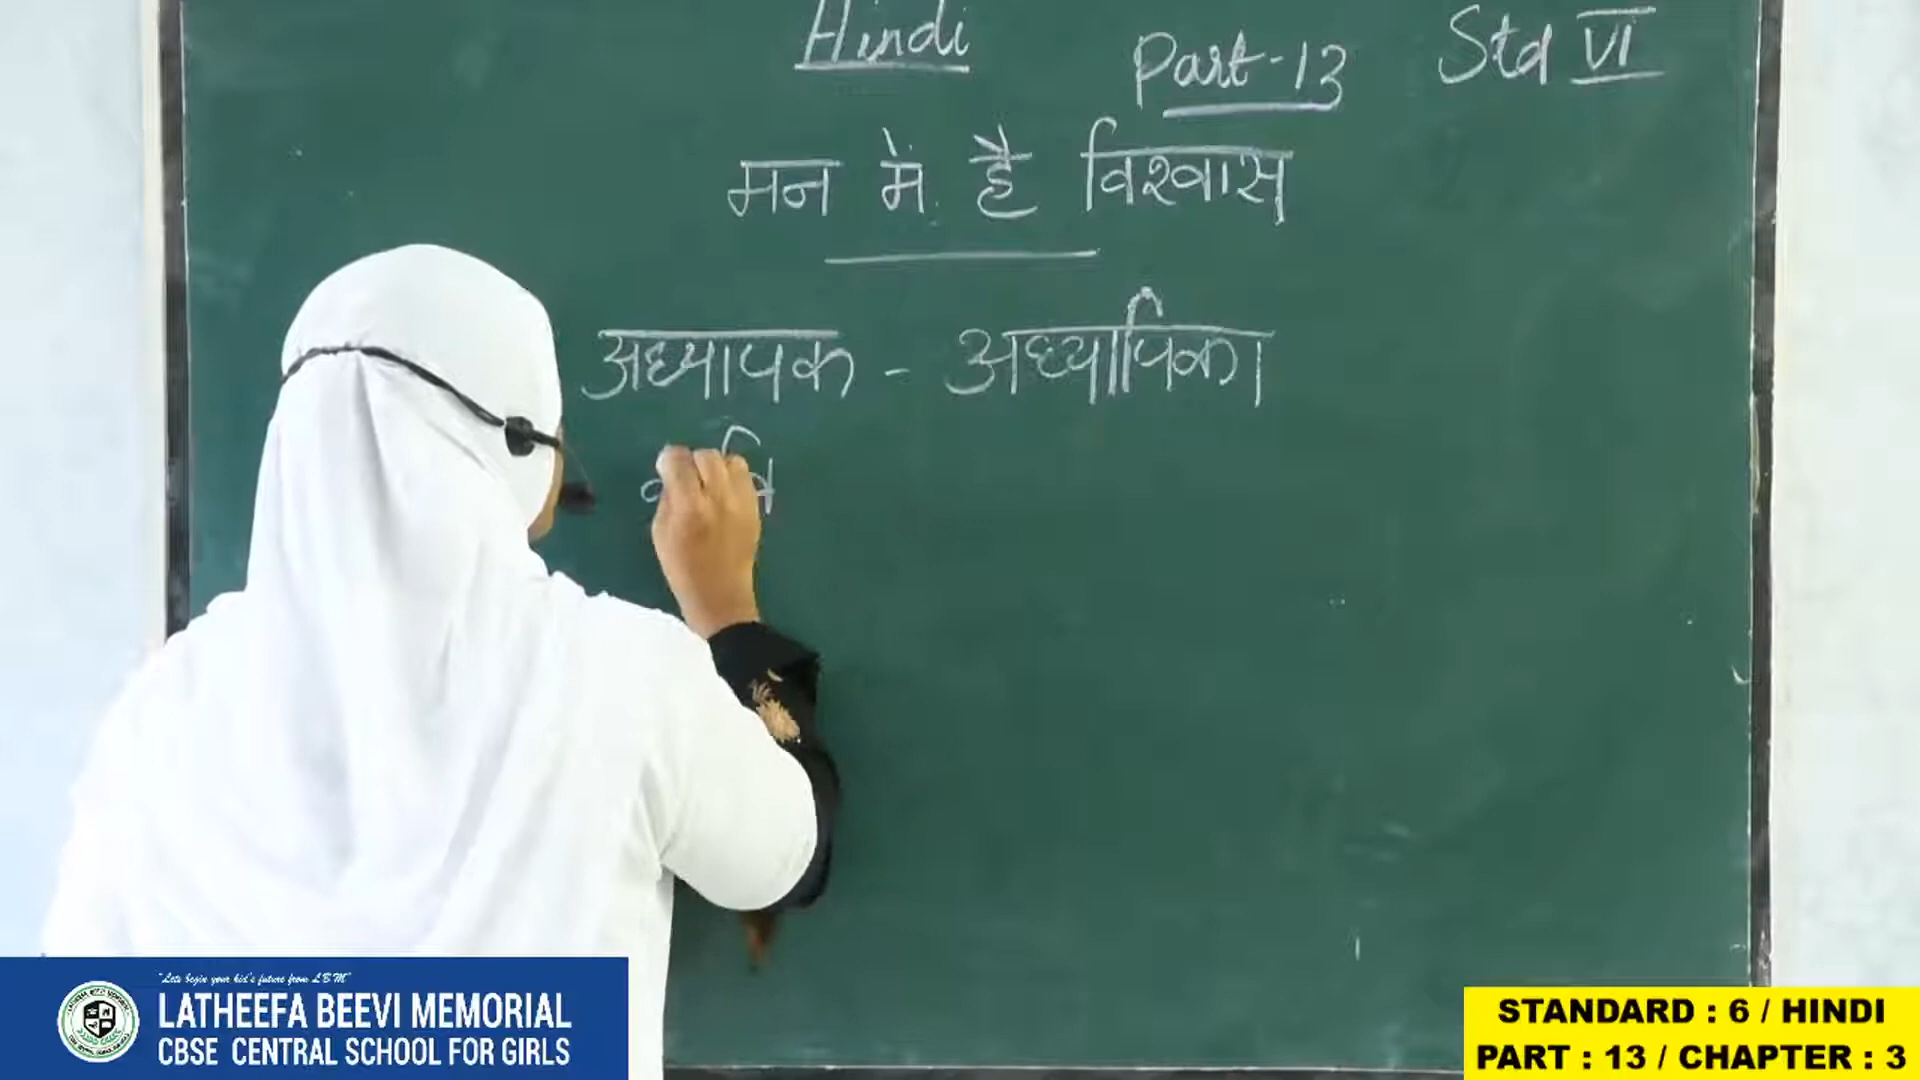 Hindi
Part-13
Std VI
मन में है विश्वास
अध्यापक - अध्यापिका
"Lets begin your kid's future from LBM"
LATHEEFA BEEVI MEMORIAL
CBSE CENTRAL SCHOOL FOR GIRLS
STANDARD : 6 / HINDI
PART : 13 / CHAPTER : 3